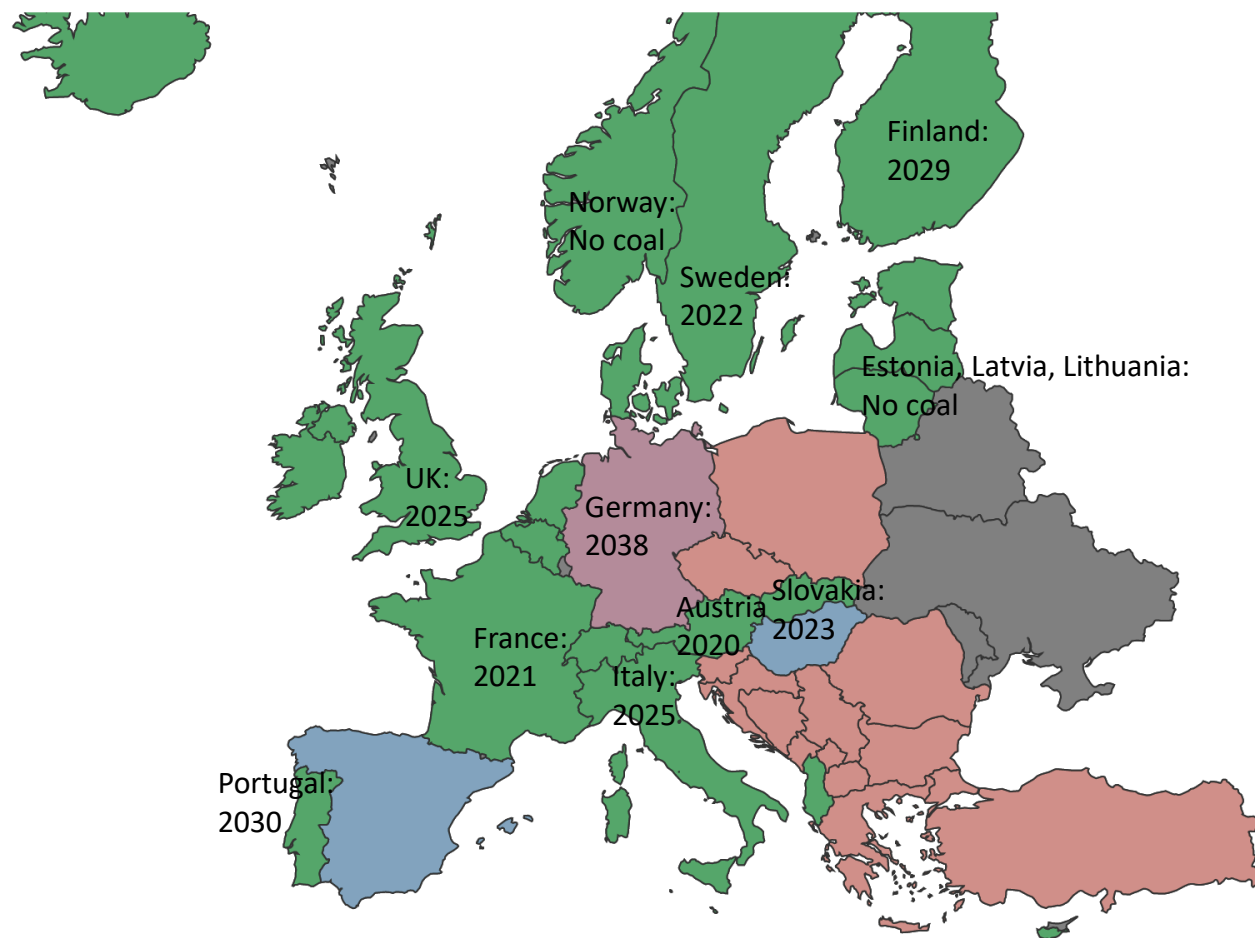 Finland:
2029
Norway:
No coal
Sweden:
2022
Estonia, Latvia, Lithuania:
No coal
UK:
2025
Germany:
2038
Slovakia:
2023
Austria
2020
France:
2021
Italy:
2025
Portugal:
2030